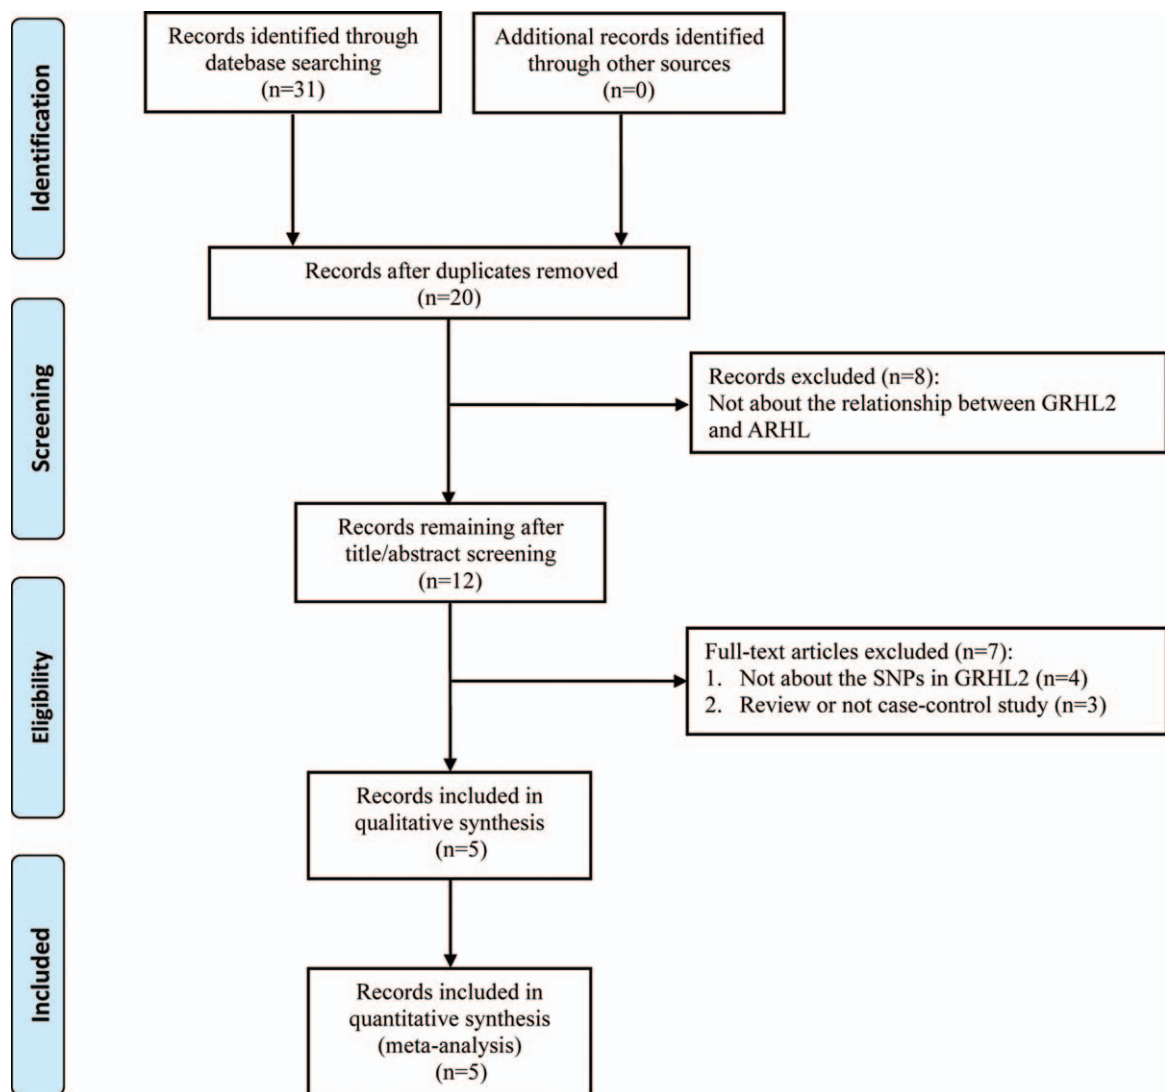 Identification
Records identified through
datebase searching
(n=31)
Additional records identified
through other sources
(n=0)
Records after duplicates removed
(n=20)
Screening
Records excluded (n=8):
Not about the relationship between GRHL2
and ARHL
Records remaining after
title/abstract screening
(n=12)
Eligibility
Full-text articles excluded (n=7):
1. Not about the SNPs in GRHL2 (n=4)
2. Review or not case-control study (n=3)
Records included in
qualitative synthesis
(n=5)
Included
Records included in
quantitative synthesis
(meta-analysis)
(n=5)